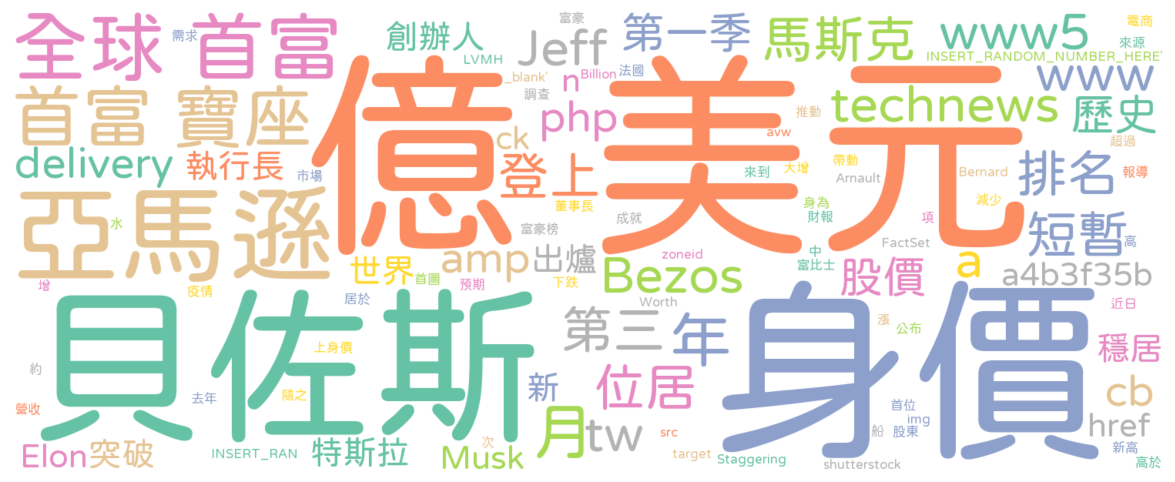 全球 首富
需求
創辦人
LVMH
富豪
Jeff
第一季
馬斯克
www5
電商
來源
INSERT_RANDOM_NUMBER_HERE'
_blank'
n
Billion
法國
調查
www
首富 寶座
億
美元
php
ck
avw
推動
technews
歷史
超過
delivery
執行長
市場
登上
董事長
來到
大增
帶動
Arnault
Bernard
減少
排名
報導
亞馬遜
水
富豪榜
成就
身為
財報
項
短暫
高
FactSet
增
疫情
世界
首圖
居於
amp
預期
出爐
下跌
Bezos
zoneid
Worth
中
富比士
股價
a
a4b3f35b
近日
貝佐斯
上身價
第三
年
身價
漲
公布
穩居
約
營收
去年
隨之
新
位居
首位
img
股東
船
cb
href
Elon
突破
INSERT_RAN
特斯拉
次
Musk
月
tw
src
target
Staggering
shutterstock
新高
高於